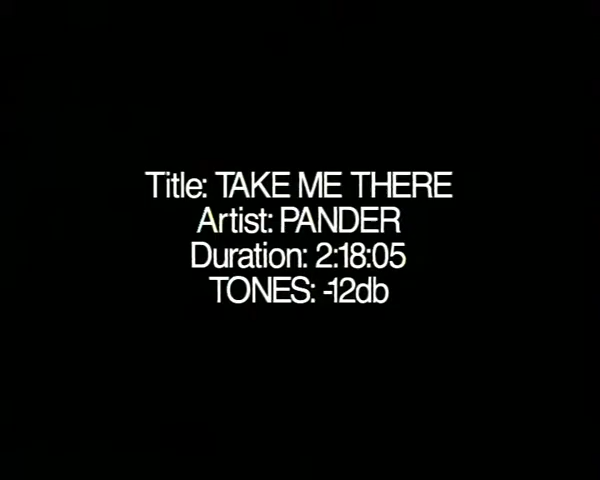 Title: TAKE ME THERE
Artist: PANDER
Duration: 2:18:05
TONES: -12db